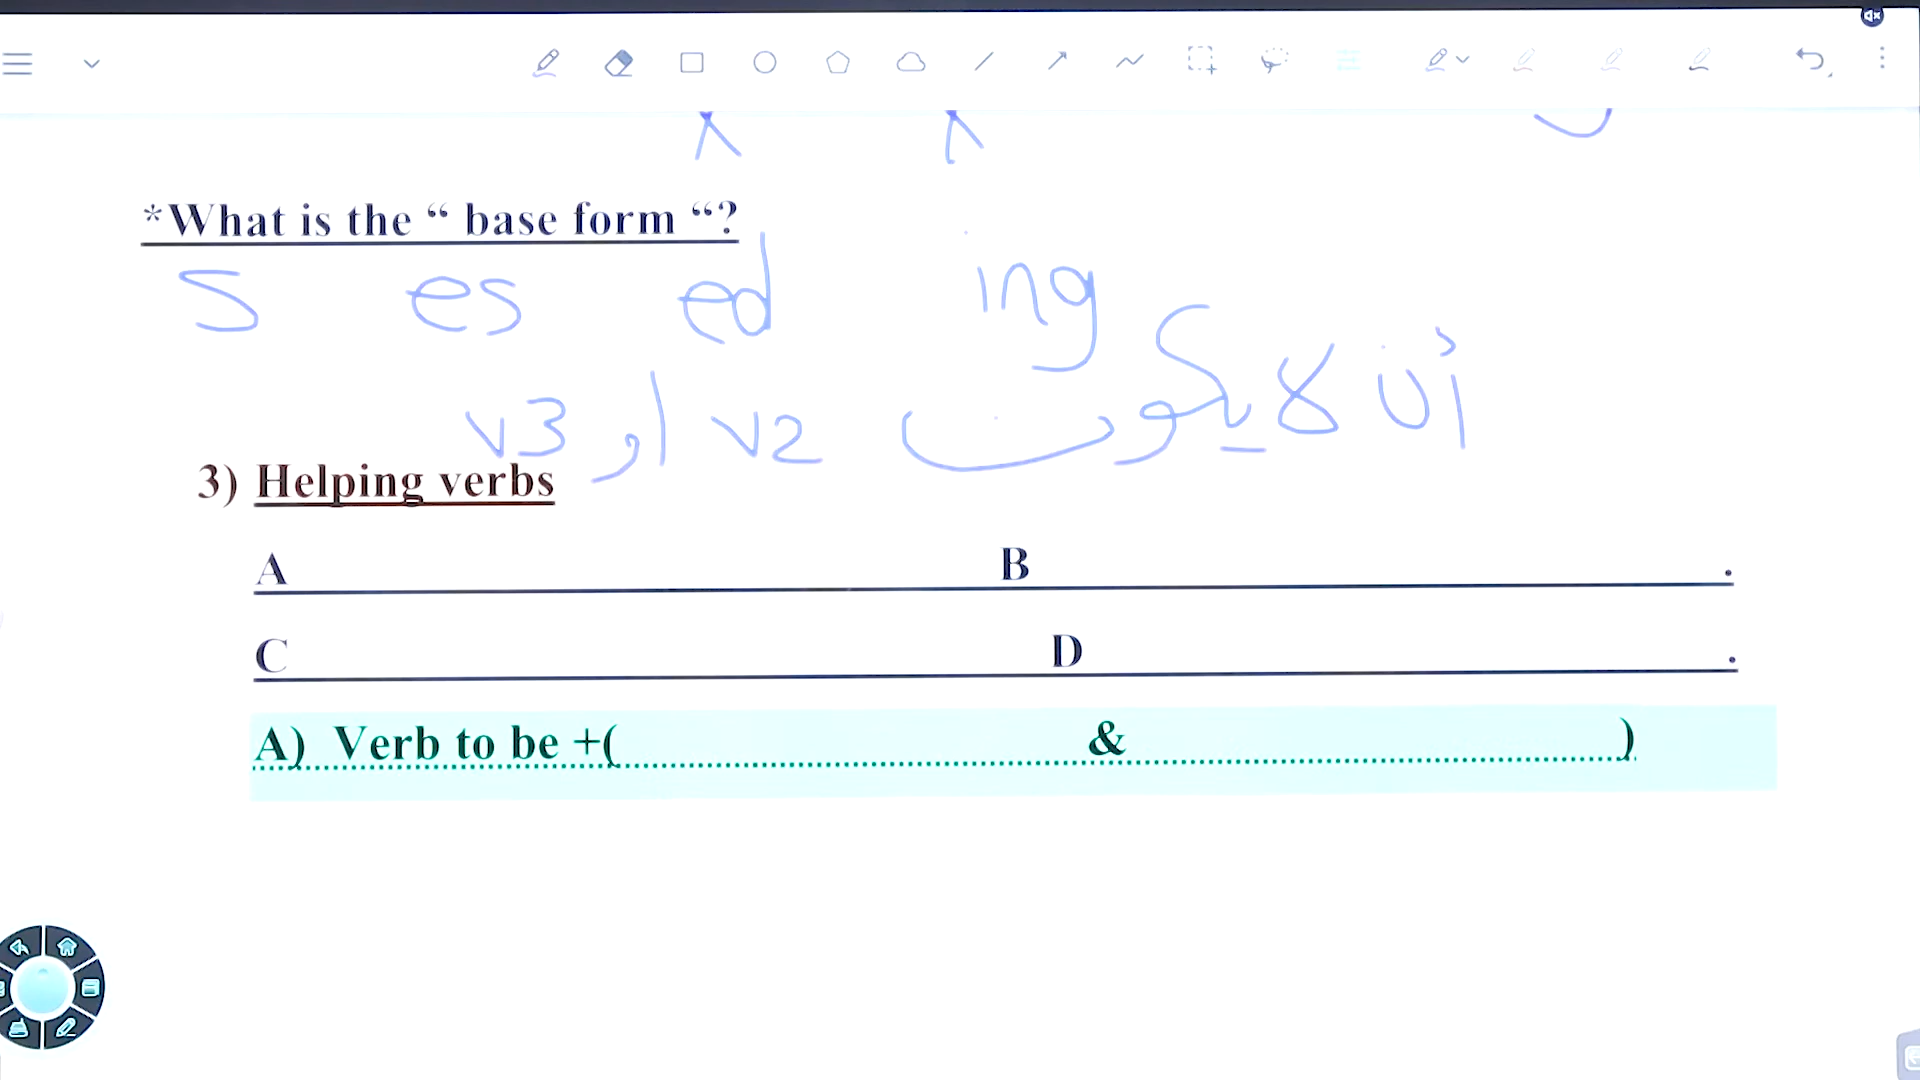 *What is the “ base form “?
S es ed ing
أن لا يكون v2 او v3
3) Helping verbs
A B .
C D .
A) Verb to be +( & )